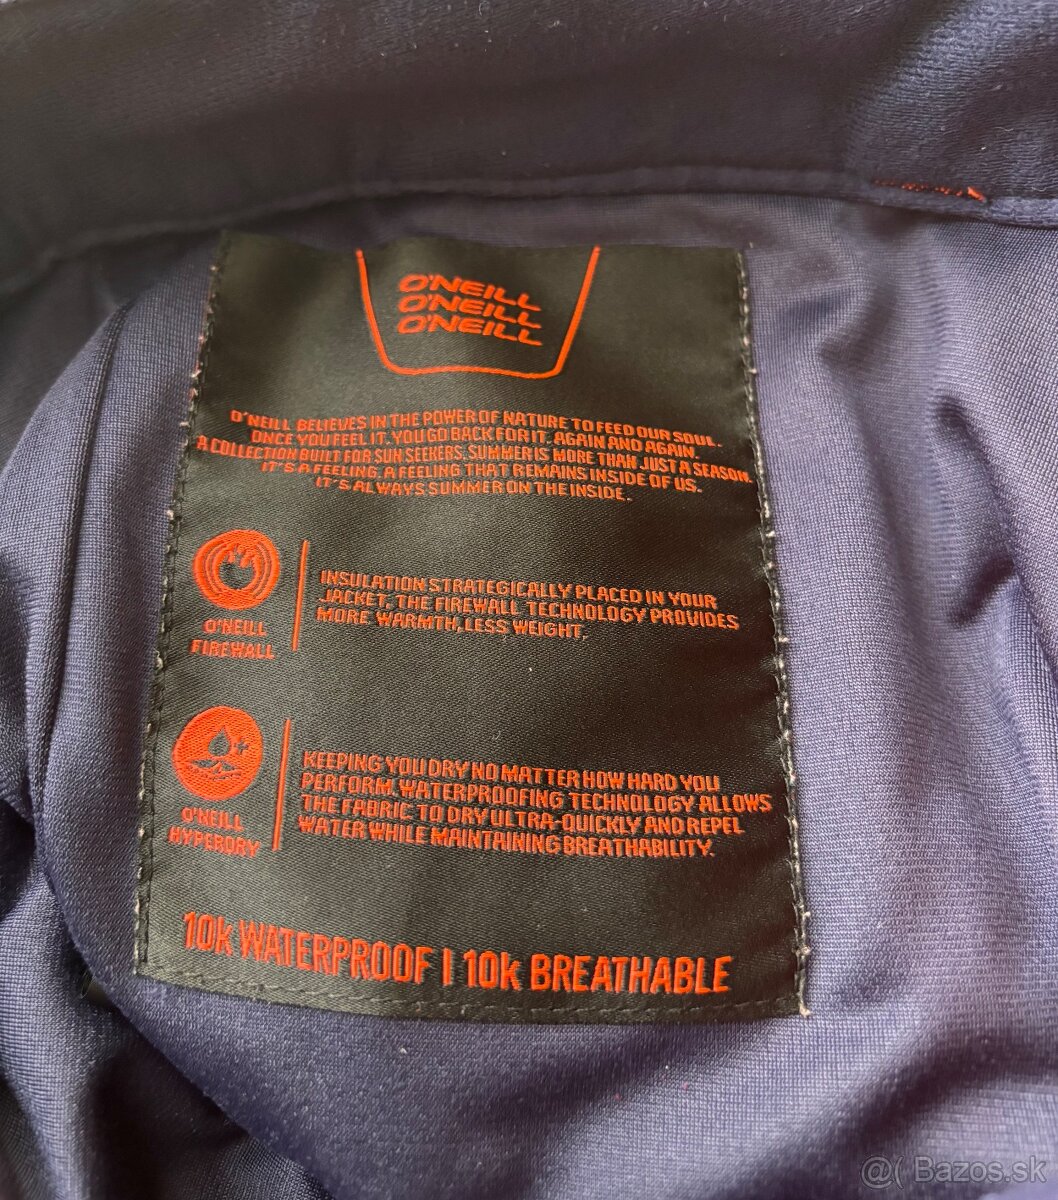 O'NEILL
O'NEILL
O'NEILL
O'NEILL BELIEVES IN THE POWER OF NATURE TO FEED OUR SOUL.
ONCE YOU FEEL IT, YOU GO BACK FOR IT. AGAIN AND AGAIN.
A COLLECTION BUILT FOR SUN SEEKERS. SUMMER IS MORE THAN JUST A SEASON.
IT'S A FEELING. A FEELING THAT REMAINS INSIDE OF US.
IT'S ALWAYS SUMMER ON THE INSIDE.
O'NEILL
FIREWALL
INSULATION STRATEGICALLY PLACED IN YOUR
JACKET. THE FIREWALL TECHNOLOGY PROVIDES
MORE WARMTH, LESS WEIGHT.
O'NEILL
HYPERDRY
KEEPING YOU DRY NO MATTER HOW HARD YOU
PERFORM. WATERPROOFING TECHNOLOGY ALLOWS
THE FABRIC TO DRY ULTRA-QUICKLY AND REPEL
WATER WHILE MAINTAINING BREATHABILITY.
10k WATERPROOF | 10k BREATHABLE
@( Bazos.sk